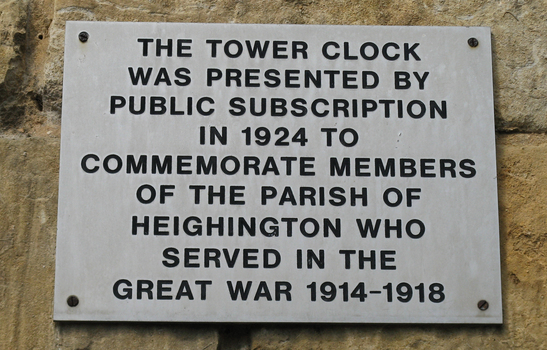 THE TOWER CLOCK
WAS PRESENTED BY
PUBLIC SUBSCRIPTION
IN 1924 TO
COMMEMORATE MEMBERS
OF THE PARISH OF
HEIGHINGTON WHO
SERVED IN THE
GREAT WAR 1914-1918